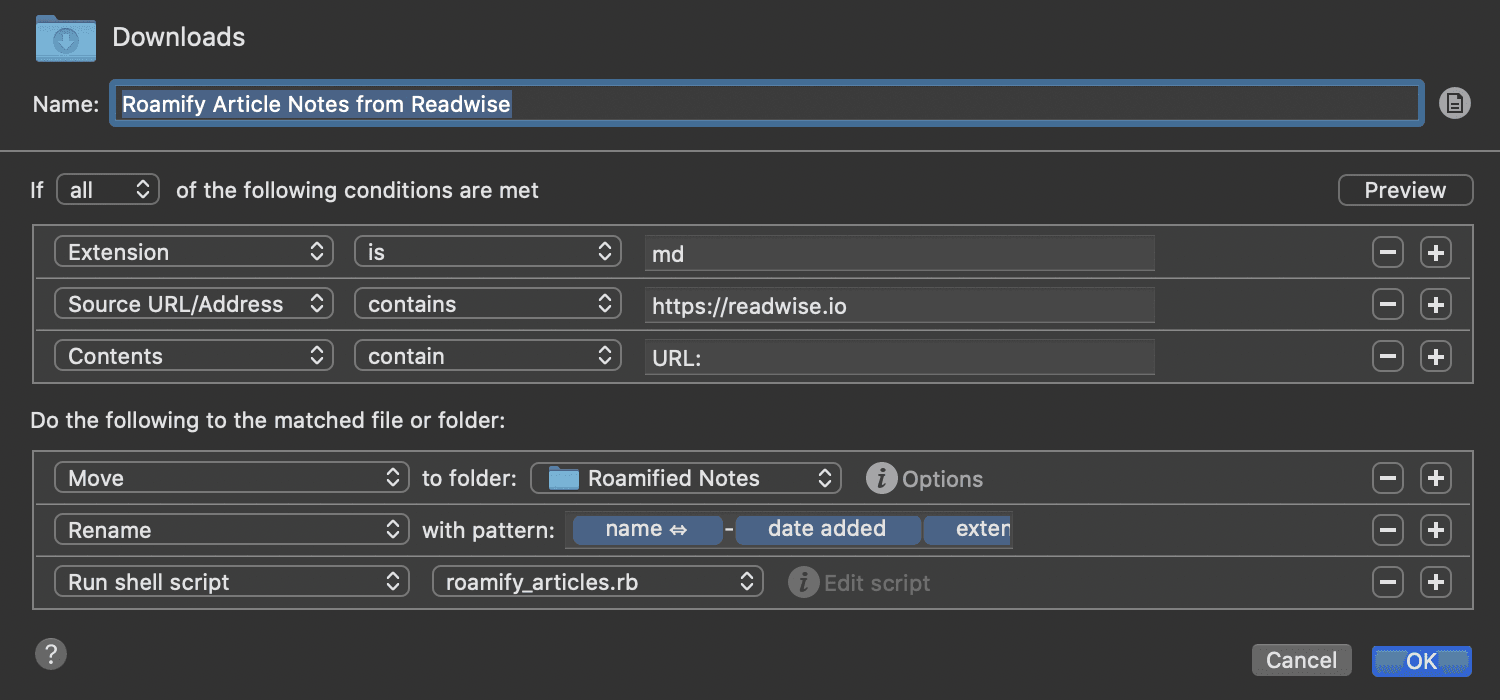 Downloads
Name: Roamify Article Notes from Readwise
If all of the following conditions are met Preview
Extension is md
Source URL/Address contains https://readwise.io
Contents contain URL:
Do the following to the matched file or folder:
Move to folder: Roamified Notes i Options
Rename with pattern: name ⇔ - date added exten
Run shell script roamify_articles.rb i Edit script
? Cancel OK